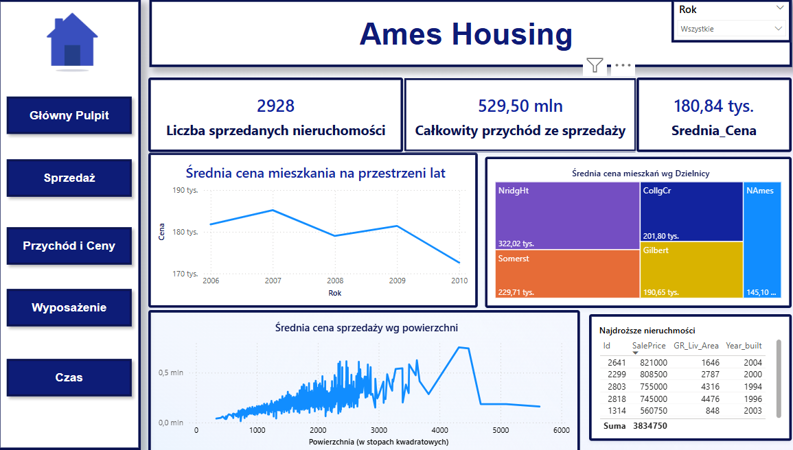 Ames Housing
Rok
Wszystkie
Główny Pulpit
Sprzedaż
Przychód i Ceny
Wyposażenie
Czas
2928
Liczba sprzedanych nieruchomości
529,50 mln
Całkowity przychód ze sprzedaży
180,84 tys.
Srednia_Cena
Średnia cena mieszkania na przestrzeni lat
Cena
190 tys.
180 tys.
170 tys.
2006 2007 2008 2009 2010
Rok
Średnia cena mieszkań wg Dzielnicy
NridgHt
322,02 tys.
Somerst
229,71 tys.
CollgCr
201,80 tys.
Gilbert
190,65 tys.
NAmes
145,10 ...
Średnia cena sprzedaży wg powierzchni
0,5 mln
0,0 mln
0 1000 2000 3000 4000 5000 6000
Powierzchnia (w stopach kwadratowych)
Najdroższe nieruchomości
Id SalePrice GR_Liv_Area Year_built
2641 821000 1646 2004
2299 808500 2787 2000
2803 755000 4316 1994
2818 745000 4476 1996
1314 560750 848 2003
Suma 3834750